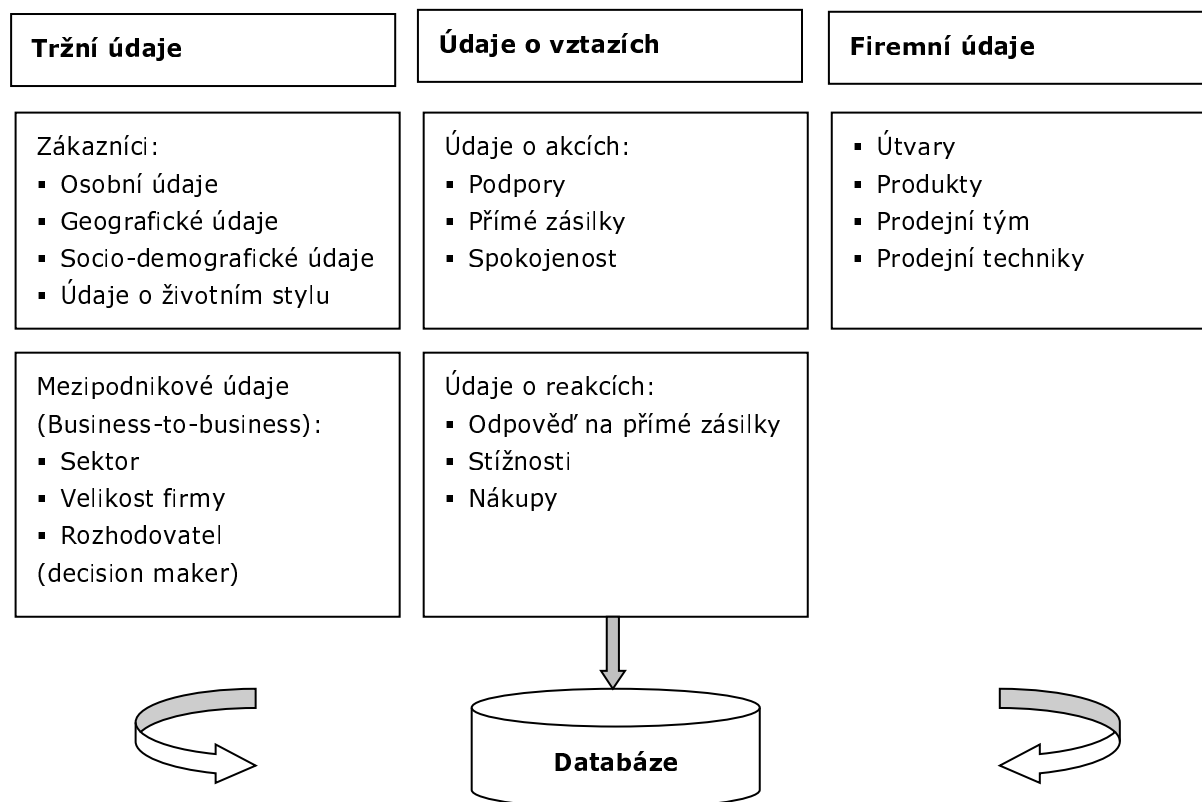 Tržní údaje
Údaje o vztazích
Firemní údaje
Zákazníci:
▪ Osobní údaje
▪ Geografické údaje
▪ Socio-demografické údaje
▪ Údaje o životním stylu
Údaje o akcích:
▪ Podpory
▪ Přímé zásilky
▪ Spokojenost
▪ Útvary
▪ Produkty
▪ Prodejní tým
▪ Prodejní techniky
Mezipodnikové údaje
(Business-to-business):
▪ Sektor
▪ Velikost firmy
▪ Rozhodovatel
(decision maker)
Údaje o reakcích:
▪ Odpověď na přímé zásilky
▪ Stížnosti
▪ Nákupy
Databáze